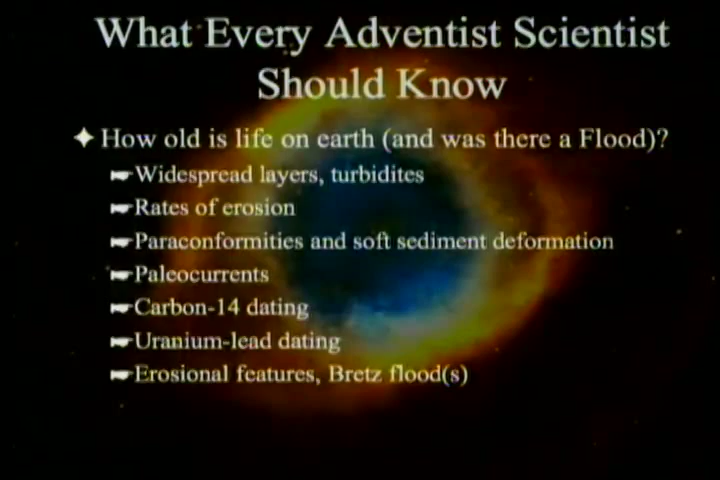 What Every Adventist Scientist
Should Know
How old is life on earth (and was there a Flood)?
Widespread layers, turbidites
Rates of erosion
Paraconformities and soft sediment deformation
Paleocurrents
Carbon-14 dating
Uranium-lead dating
Erosional features, Bretz flood(s)